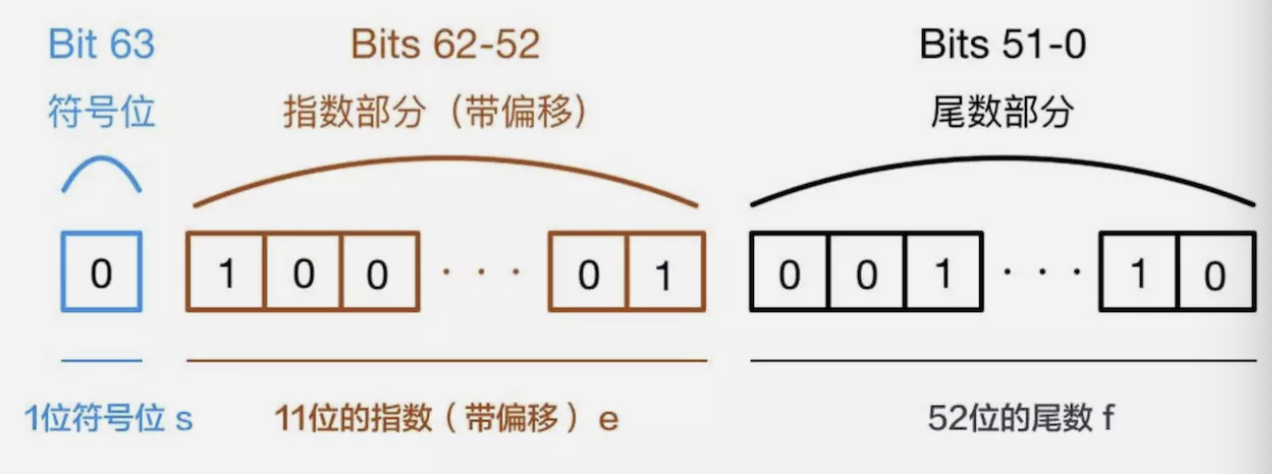 Bit 63 Bits 62-52 Bits 51-0
符号位 指数部分（带偏移） 尾数部分
0 1 0 0 · · · 0 1 0 0 1 · · · 1 0
1位符号位 s 11位的指数（带偏移）e 52位的尾数 f